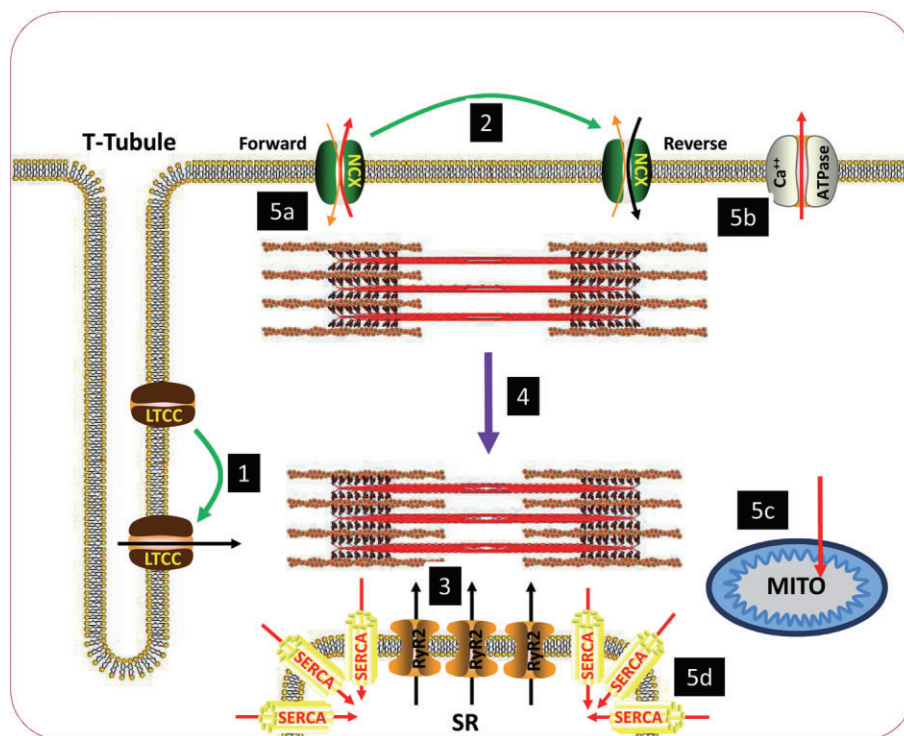 2
T-Tubule
Forward
Reverse
NCX
NCX
Ca++
ATPase
5a
5b
4
LTCC
1
LTCC
5c
3
MITO
SERCA
SERCA
RyR2
RyR2
RyR2
SERCA
SERCA
5d
SERCA
SR
SERCA